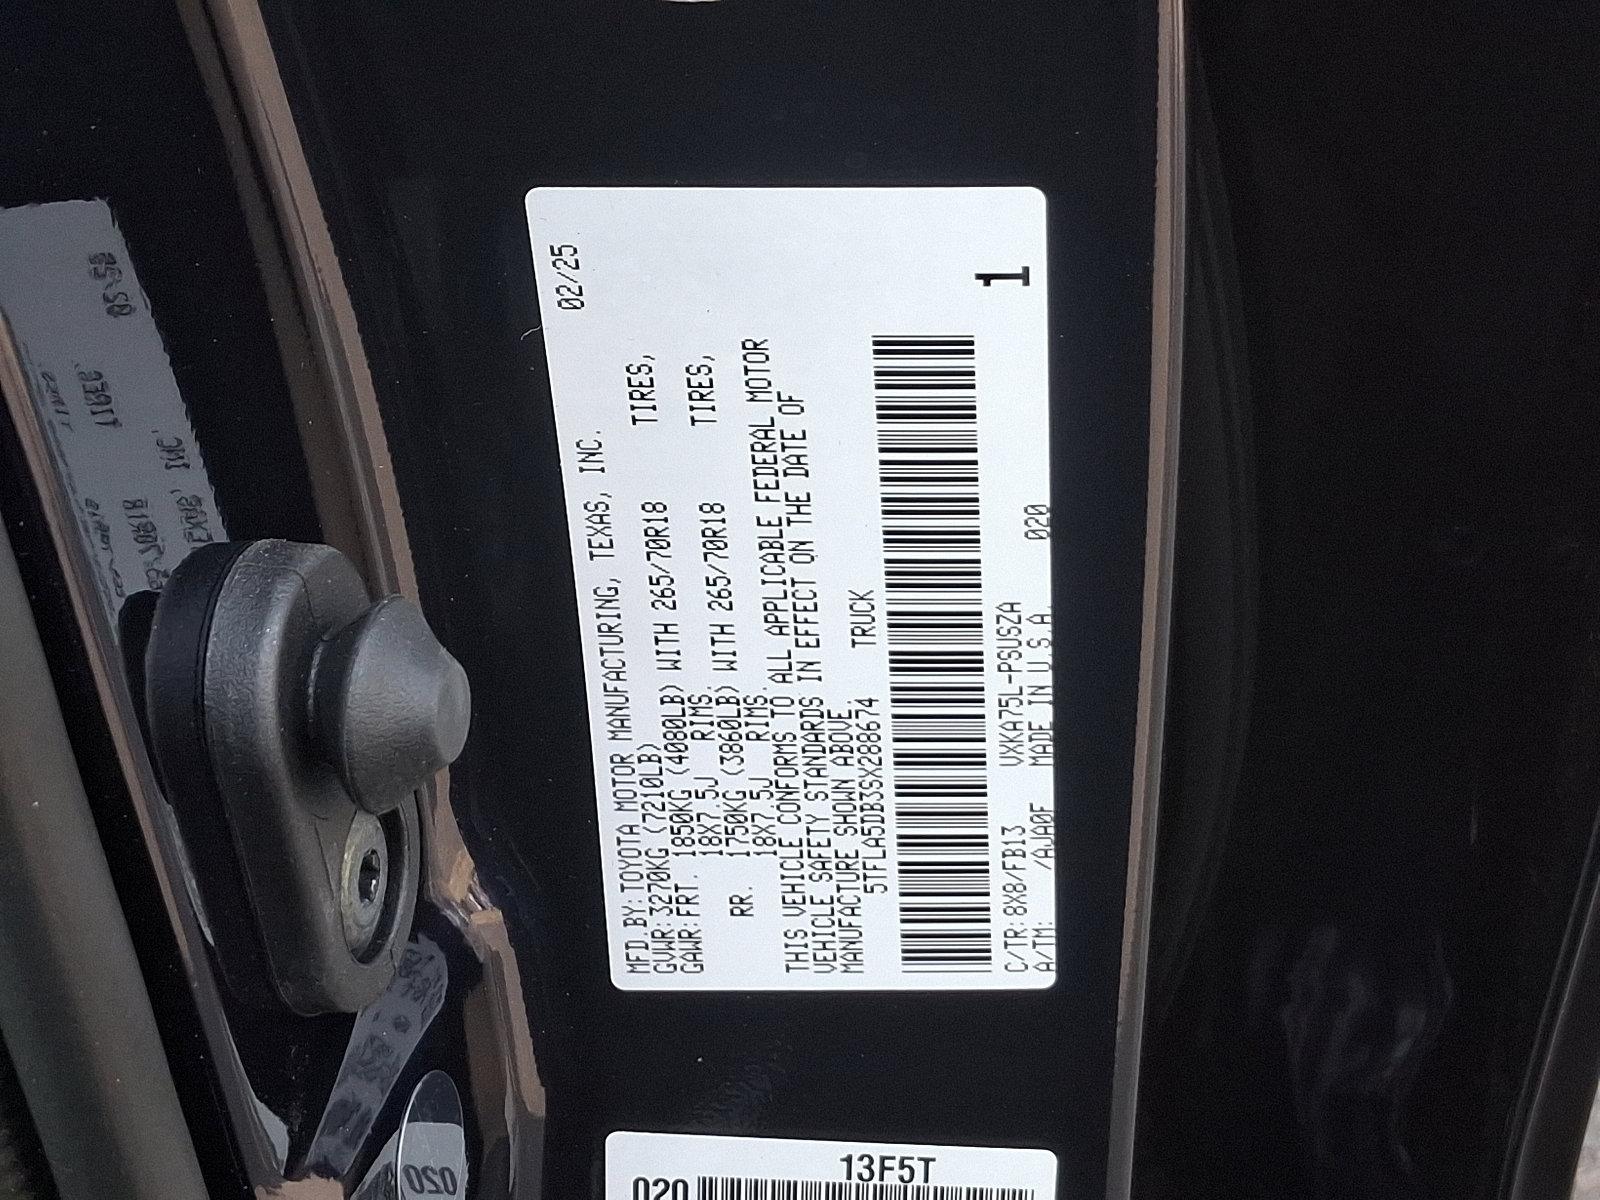 02/25
MFD.BY: TOYOTA MOTOR MANUFACTURING, TEXAS, INC.
GVWR: 3270KG (7210LB)
GAWR: FRT. 1850KG (4080LB) WITH 265/70R18 TIRES,
18X7.5J RIMS.
RR. 1750KG (3860LB) WITH 265/70R18 TIRES,
18X7.5J RIMS.
THIS VEHICLE CONFORMS TO ALL APPLICABLE FEDERAL MOTOR
VEHICLE SAFETY STANDARDS IN EFFECT ON THE DATE OF
MANUFACTURE SHOWN ABOVE.
5TFLA5DB3SX288674 TRUCK
1
C/TR: 8X8/FB13 VXKA75L-PSUSZA
A/TM: /AJA0F MADE IN U.S.A. 020
13F5T
020
020